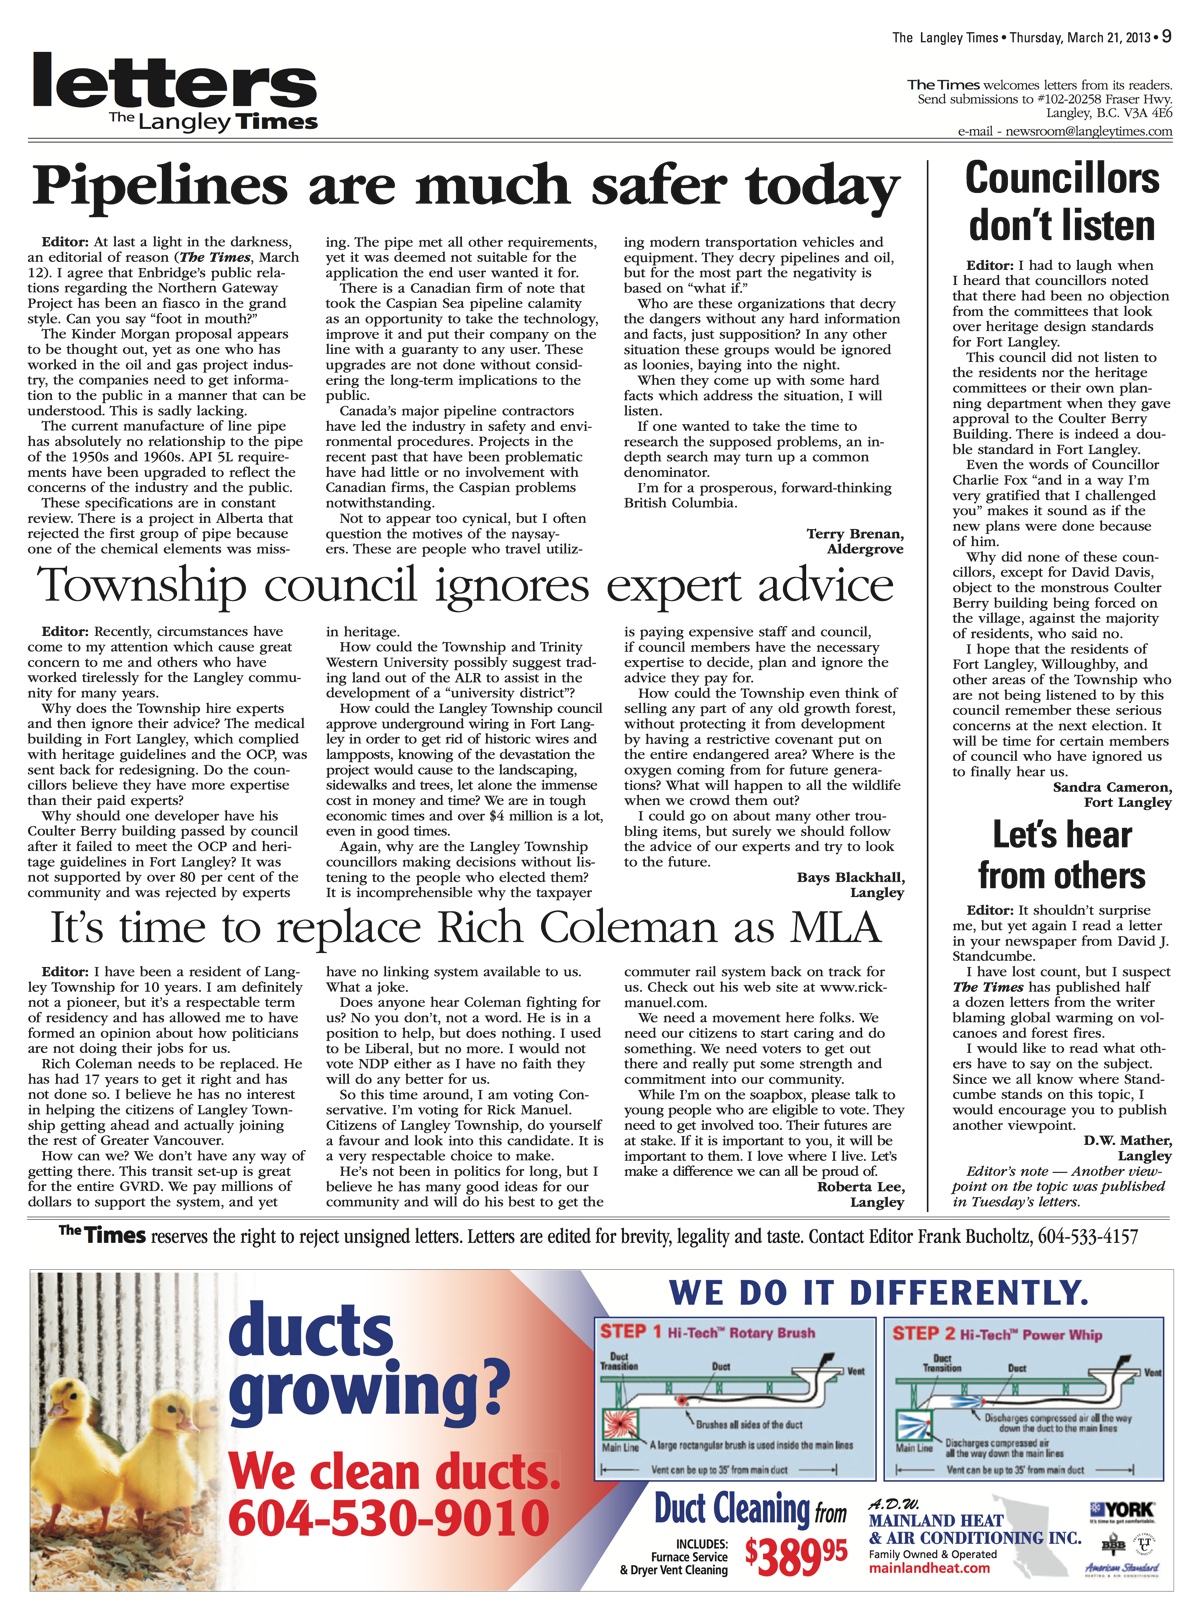 The Langley Times • Thursday, March 21, 2013 • 9
letters
The Langley Times
The Times welcomes letters from its readers.
Send submissions to #102-20258 Fraser Hwy.
Langley, B.C. V3A 4E6
e-mail - newsroom@langleytimes.com
Pipelines are much safer today
Editor: At last a light in the darkness,
an editorial of reason (The Times, March
12). I agree that Enbridge's public rela-
tions regarding the Northern Gateway
Project has been an fiasco in the grand
style. Can you say "foot in mouth?"
The Kinder Morgan proposal appears
to be thought out, yet as one who has
worked in the oil and gas project indus-
try, the companies need to get informa-
tion to the public in a manner that can be
understood. This is sadly lacking.
The current manufacture of line pipe
has absolutely no relationship to the pipe
of the 1950s and 1960s. API 5L require-
ments have been upgraded to reflect the
concerns of the industry and the public.
These specifications are in constant
review. There is a project in Alberta that
rejected the first group of pipe because
one of the chemical elements was miss-
ing. The pipe met all other requirements,
yet it was deemed not suitable for the
application the end user wanted it for.
There is a Canadian firm of note that
took the Caspian Sea pipeline calamity
as an opportunity to take the technology,
improve it and put their company on the
line with a guaranty to any user. These
upgrades are not done without consid-
ering the long-term implications to the
public.
Canada's major pipeline contractors
have led the industry in safety and envi-
ronmental procedures. Projects in the
recent past that have been problematic
have had little or no involvement with
Canadian firms, the Caspian problems
notwithstanding.
Not to appear too cynical, but I often
question the motives of the naysay-
ers. These are people who travel utiliz-
ing modern transportation vehicles and
equipment. They decry pipelines and oil,
but for the most part the negativity is
based on "what if."
Who are these organizations that decry
the dangers without any hard information
and facts, just supposition? In any other
situation these groups would be ignored
as loonies, baying into the night.
When they come up with some hard
facts which address the situation, I will
listen.
If one wanted to take the time to
research the supposed problems, an in-
depth search may turn up a common
denominator.
I'm for a prosperous, forward-thinking
British Columbia.
Terry Brenan,
Aldergrove
Township council ignores expert advice
Editor: Recently, circumstances have
come to my attention which cause great
concern to me and others who have
worked tirelessly for the Langley commu-
nity for many years.
Why does the Township hire experts
and then ignore their advice? The medical
building in Fort Langley, which complied
with heritage guidelines and the OCP, was
sent back for redesigning. Do the coun-
cillors believe they have more expertise
than their paid experts?
Why should one developer have his
Coulter Berry building passed by council
after it failed to meet the OCP and heri-
tage guidelines in Fort Langley? It was
not supported by over 80 per cent of the
community and was rejected by experts
in heritage.
How could the Township and Trinity
Western University possibly suggest trad-
ing land out of the ALR to assist in the
development of a "university district"?
How could the Langley Township council
approve underground wiring in Fort Lang-
ley in order to get rid of historic wires and
lampposts, knowing of the devastation the
project would cause to the landscaping,
sidewalks and trees, let alone the immense
cost in money and time? We are in tough
economic times and over $4 million is a lot,
even in good times.
Again, why are the Langley Township
councillors making decisions without lis-
tening to the people who elected them?
It is incomprehensible why the taxpayer
is paying expensive staff and council,
if council members have the necessary
expertise to decide, plan and ignore the
advice they pay for.
How could the Township even think of
selling any part of any old growth forest,
without protecting it from development
by having a restrictive covenant put on
the entire endangered area? Where is the
oxygen coming from for future genera-
tions? What will happen to all the wildlife
when we crowd them out?
I could go on about many other trou-
bling items, but surely we should follow
the advice of our experts and try to look
to the future.
Bays Blackhall,
Langley
It's time to replace Rich Coleman as MLA
Editor: I have been a resident of Lang-
ley Township for 10 years. I am definitely
not a pioneer, but it's a respectable term
of residency and has allowed me to have
formed an opinion about how politicians
are not doing their jobs for us.
Rich Coleman needs to be replaced. He
has had 17 years to get it right and has
not done so. I believe he has no interest
in helping the citizens of Langley Town-
ship getting ahead and actually joining
the rest of Greater Vancouver.
How can we? We don't have any way of
getting there. This transit set-up is great
for the entire GVRD. We pay millions of
dollars to support the system, and yet
have no linking system available to us.
What a joke.
Does anyone hear Coleman fighting for
us? No you don't, not a word. He is in a
position to help, but does nothing. I used
to be Liberal, but no more. I would not
vote NDP either as I have no faith they
will do any better for us.
So this time around, I am voting Con-
servative. I'm voting for Rick Manuel.
Citizens of Langley Township, do yourself
a favour and look into this candidate. It is
a very respectable choice to make.
He's not been in politics for long, but I
believe he has many good ideas for our
community and will do his best to get the
commuter rail system back on track for
us. Check out his web site at www.rick-
manuel.com.
We need a movement here folks. We
need our citizens to start caring and do
something. We need voters to get out
there and really put some strength and
commitment into our community.
While I'm on the soapbox, please talk to
young people who are eligible to vote. They
need to get involved too. Their futures are
at stake. If it is important to you, it will be
important to them. I love where I live. Let's
make a difference we can all be proud of.
Roberta Lee,
Langley
Councillors
don't listen
Editor: I had to laugh when
I heard that councillors noted
that there had been no objection
from the committees that look
over heritage design standards
for Fort Langley.
This council did not listen to
the residents nor the heritage
committees or their own plan-
ning department when they gave
approval to the Coulter Berry
Building. There is indeed a dou-
ble standard in Fort Langley.
Even the words of Councillor
Charlie Fox "and in a way I'm
very gratified that I challenged
you" makes it sound as if the
new plans were done because
of him.
Why did none of these coun-
cillors, except for David Davis,
object to the monstrous Coulter
Berry building being forced on
the village, against the majority
of residents, who said no.
I hope that the residents of
Fort Langley, Willoughby, and
other areas of the Township who
are not being listened to by this
council remember these serious
concerns at the next election. It
will be time for certain members
of council who have ignored us
to finally hear us.
Sandra Cameron,
Fort Langley
Let's hear
from others
Editor: It shouldn't surprise
me, but yet again I read a letter
in your newspaper from David J.
Standcumbe.
I have lost count, but I suspect
The Times has published half
a dozen letters from the writer
blaming global warming on vol-
canoes and forest fires.
I would like to read what oth-
ers have to say on the subject.
Since we all know where Stand-
cumbe stands on this topic, I
would encourage you to publish
another viewpoint.
D.W. Mather,
Langley
Editor's note — Another view-
point on the topic was published
in Tuesday's letters.
The Times reserves the right to reject unsigned letters. Letters are edited for brevity, legality and taste. Contact Editor Frank Bucholtz, 604-533-4157
ducts
growing?
We clean ducts.
604-530-9010
WE DO IT DIFFERENTLY.
STEP 1 Hi-Tech™ Rotary Brush
Duct
Transition
Duct
Vent
Brushes all sides of the duct
Main Line
A large rectangular brush is used inside the main lines
Vent can be up to 35' from main duct
STEP 2 Hi-Tech™ Power Whip
Duct
Transition
Duct
Vent
Discharges compressed air all the way
down the duct to the main lines
Main Line
Discharges compressed air
all the way down the main lines
Vent can be up to 35' from main duct
Duct Cleaning from
INCLUDES:
Furnace Service
& Dryer Vent Cleaning
$389.95
A.D.W.
MAINLAND HEAT
& AIR CONDITIONING INC.
Family Owned & Operated
mainlandheat.com
YORK
It's time to get comfortable.
BBB
American Standard
HEATING & AIR CONDITIONING